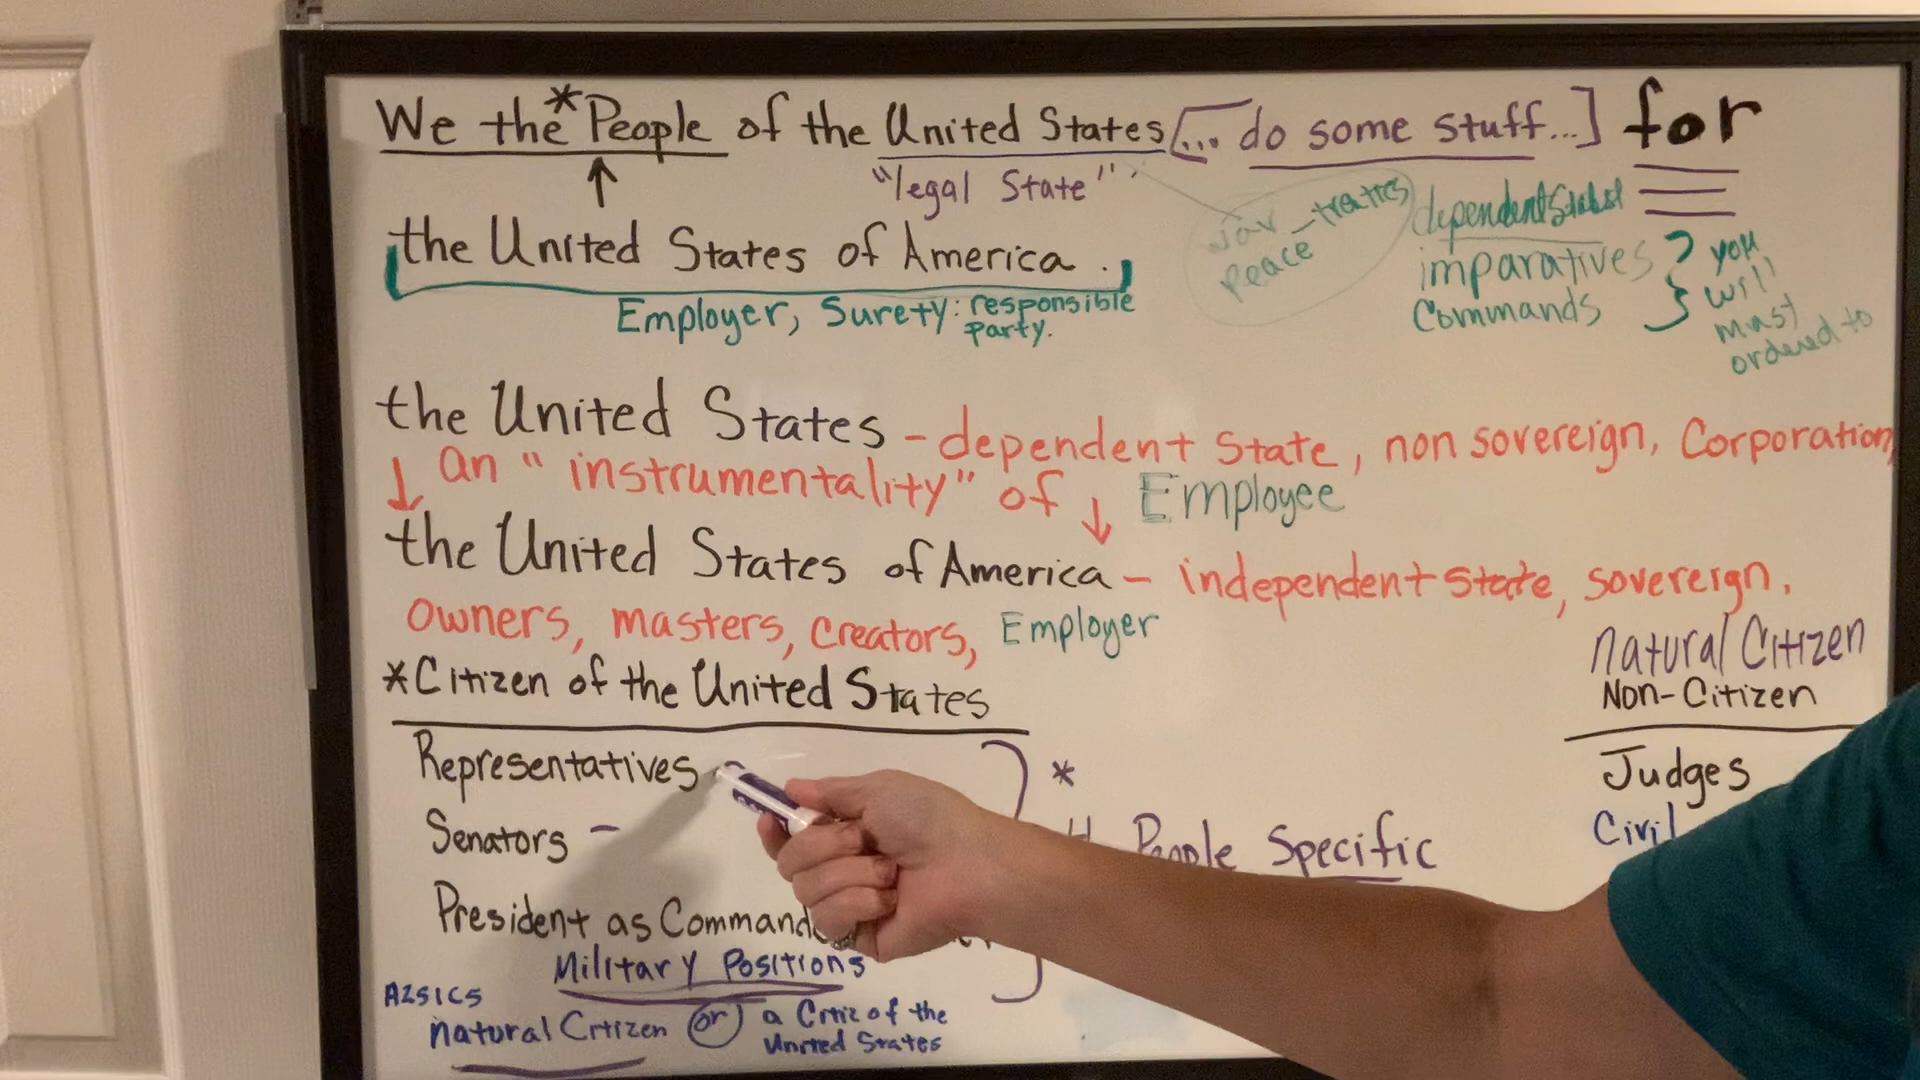 We the *People of the United States [... do some stuff...] for
"legal State"
the United States of America.
Employer, Surety: responsible
party.
war - treaties
peace
dependent State
imparatives
Commands
you
will
must
ordered to
the United States - dependent State, non sovereign, Corporation,
↓ an "instrumentality" of ↓ Employee
the United States of America - independent State, sovereign,
owners, masters, creators, Employer
*Citizen of the United States
Representatives -
Senators -
President as Command
Military Positions
A2S1C5
natural Citizen or a Citiz of the
United States
*
People Specific
Natural Citizen
Non-Citizen
Judges
Civil